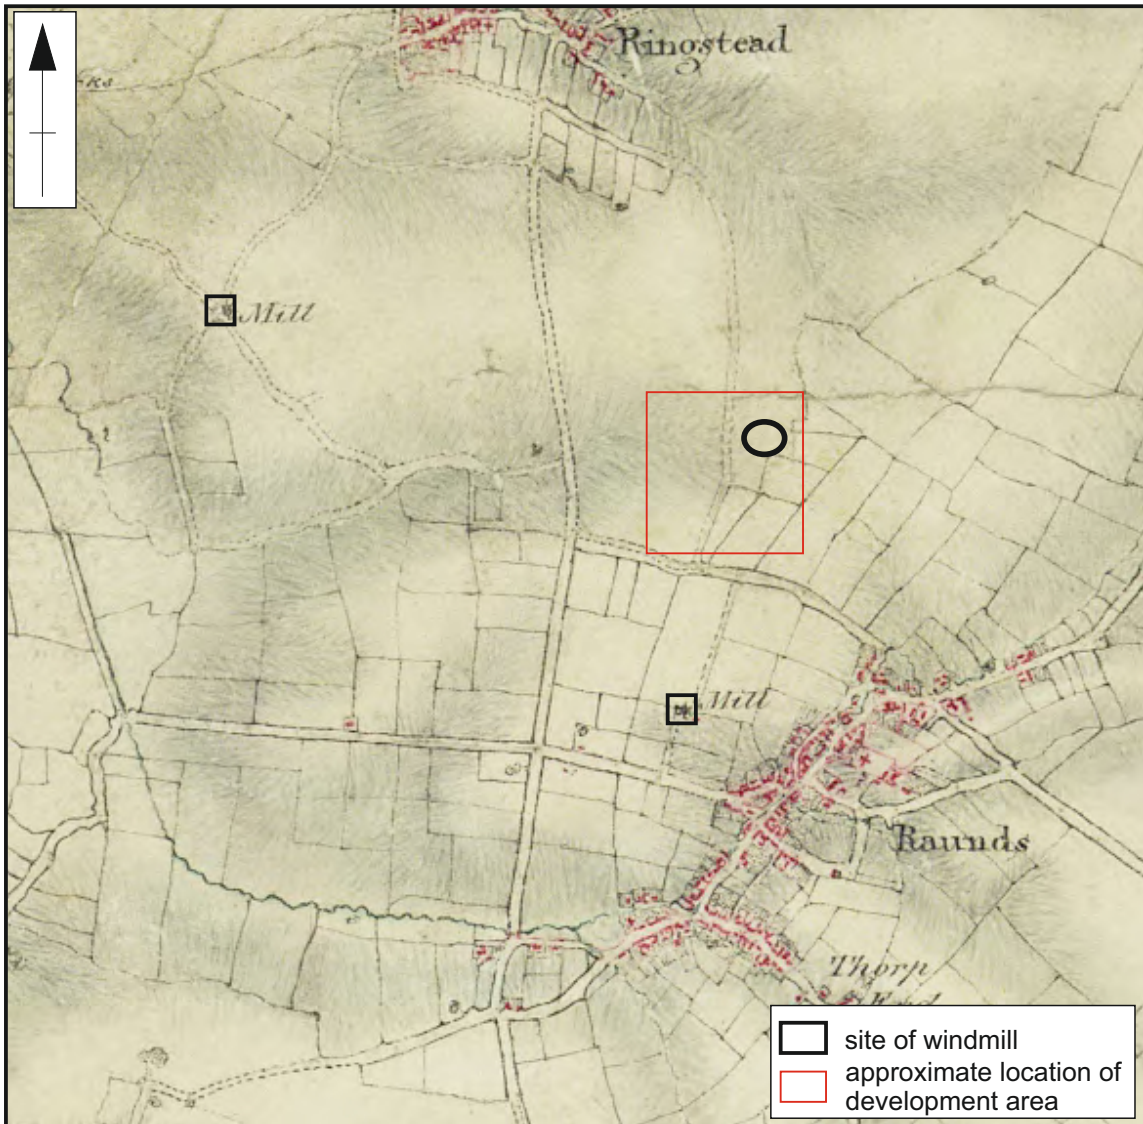 Ringstead
Mill
Mill
Raunds
Thorp
site of windmill
approximate location of
development area